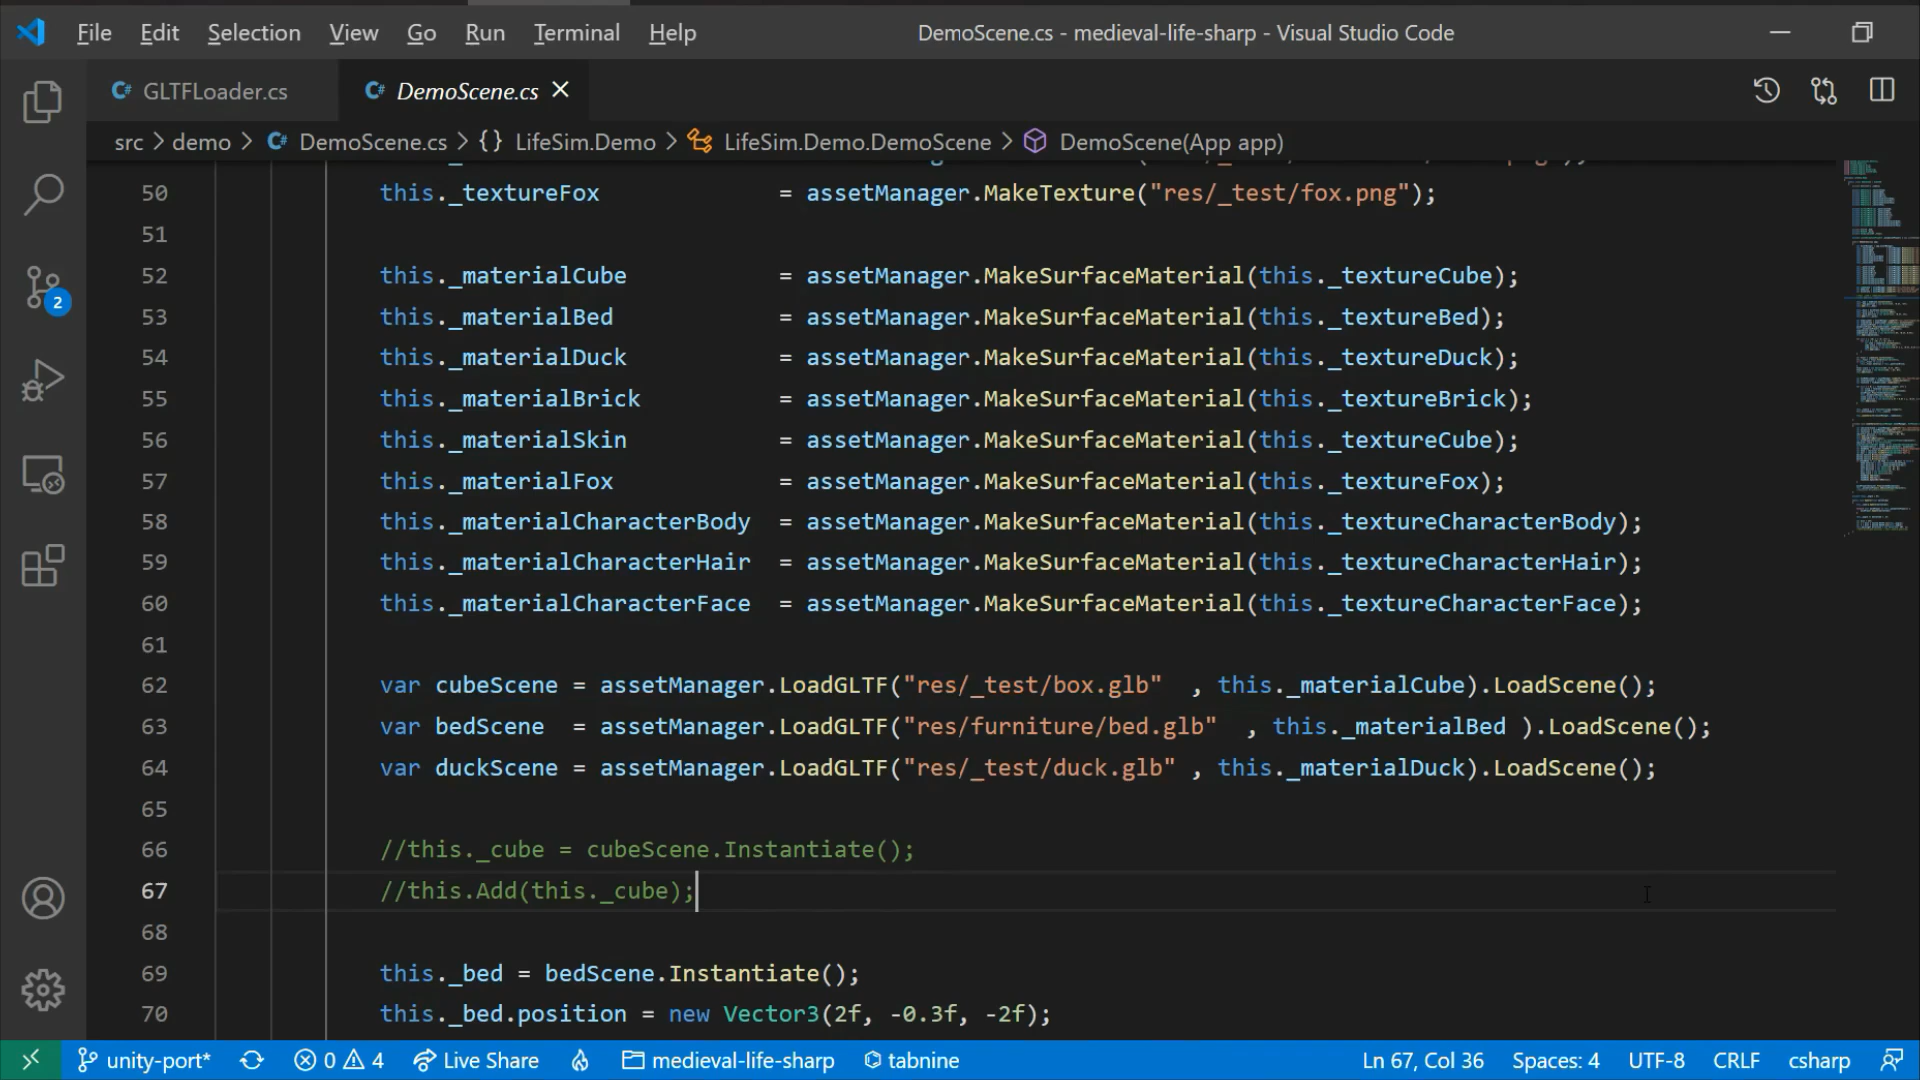 File Edit Selection View Go Run Terminal Help DemoScene.cs - medieval-life-sharp - Visual Studio Code
GLTFLoader.cs DemoScene.cs
src > demo > DemoScene.cs > {} LifeSim.Demo > LifeSim.Demo.DemoScene > DemoScene(App app)
50 this._textureFox = assetManager.MakeTexture("res/_test/fox.png");
51
52 this._materialCube = assetManager.MakeSurfaceMaterial(this._textureCube);
53 this._materialBed = assetManager.MakeSurfaceMaterial(this._textureBed);
54 this._materialDuck = assetManager.MakeSurfaceMaterial(this._textureDuck);
55 this._materialBrick = assetManager.MakeSurfaceMaterial(this._textureBrick);
56 this._materialSkin = assetManager.MakeSurfaceMaterial(this._textureCube);
57 this._materialFox = assetManager.MakeSurfaceMaterial(this._textureFox);
58 this._materialCharacterBody = assetManager.MakeSurfaceMaterial(this._textureCharacterBody);
59 this._materialCharacterHair = assetManager.MakeSurfaceMaterial(this._textureCharacterHair);
60 this._materialCharacterFace = assetManager.MakeSurfaceMaterial(this._textureCharacterFace);
61
62 var cubeScene = assetManager.LoadGLTF("res/_test/box.glb" , this._materialCube).LoadScene();
63 var bedScene = assetManager.LoadGLTF("res/furniture/bed.glb" , this._materialBed ).LoadScene();
64 var duckScene = assetManager.LoadGLTF("res/_test/duck.glb" , this._materialDuck).LoadScene();
65
66 //this._cube = cubeScene.Instantiate();
67 //this.Add(this._cube);
68
69 this._bed = bedScene.Instantiate();
70 this._bed.position = new Vector3(2f, -0.3f, -2f);
2
unity-port* 0 4 Live Share medieval-life-sharp tabnine Ln 67, Col 36 Spaces: 4 UTF-8 CRLF csharp